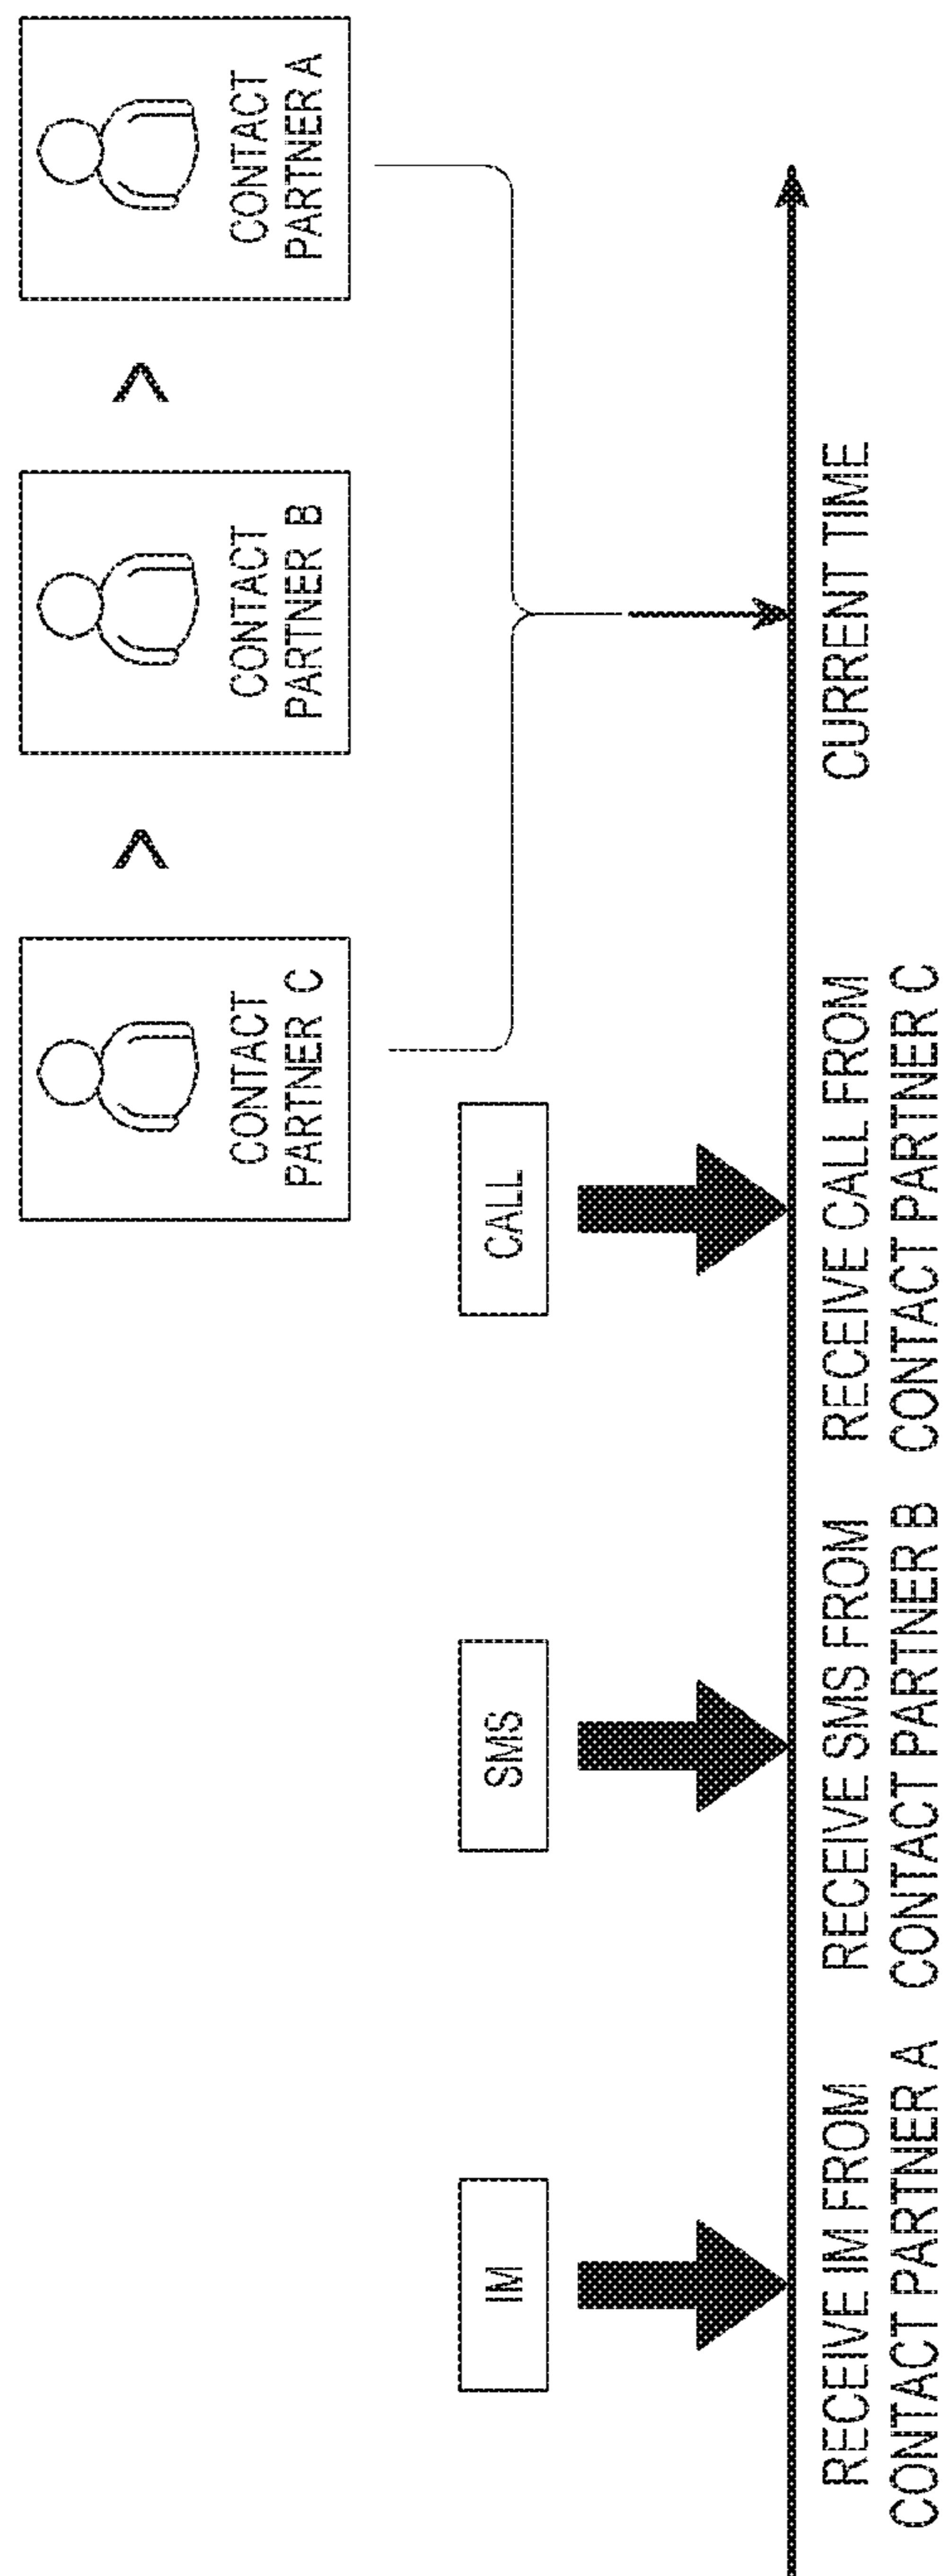 CONTACT
PARTNER C
>
CONTACT
PARTNER B
>
CONTACT
PARTNER A
IM
SMS
CALL
RECEIVE IM FROM
CONTACT PARTNER A
RECEIVE SMS FROM
CONTACT PARTNER B
RECEIVE CALL FROM
CONTACT PARTNER C
CURRENT TIME